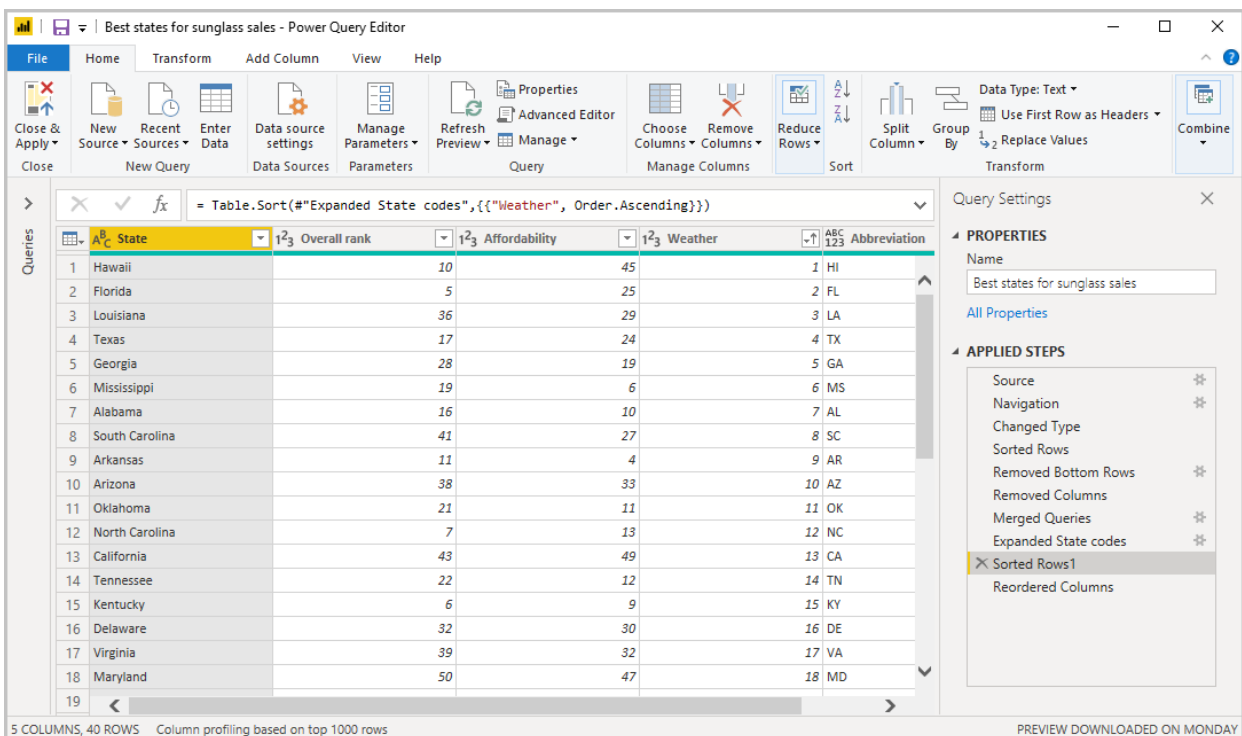 Best states for sunglass sales - Power Query Editor
File Home Transform Add Column View Help
Close & Apply
New Source
Recent Sources
Enter Data
Data source settings
Manage Parameters
Refresh Preview
Properties
Advanced Editor
Manage
Choose Columns
Remove Columns
Reduce Rows
Split Column
Group By
Data Type: Text
Use First Row as Headers
Replace Values
Combine
Close New Query Data Sources Parameters Query Manage Columns Sort Transform
Queries
fx = Table.Sort(#"Expanded State codes",{{"Weather", Order.Ascending}})
State Overall rank Affordability Weather Abbreviation
1 Hawaii 10 45 1 HI
2 Florida 5 25 2 FL
3 Louisiana 36 29 3 LA
4 Texas 17 24 4 TX
5 Georgia 28 19 5 GA
6 Mississippi 19 6 6 MS
7 Alabama 16 10 7 AL
8 South Carolina 41 27 8 SC
9 Arkansas 11 4 9 AR
10 Arizona 38 33 10 AZ
11 Oklahoma 21 11 11 OK
12 North Carolina 7 13 12 NC
13 California 43 49 13 CA
14 Tennessee 22 12 14 TN
15 Kentucky 6 9 15 KY
16 Delaware 32 30 16 DE
17 Virginia 39 32 17 VA
18 Maryland 50 47 18 MD
19
Query Settings
PROPERTIES
Name
Best states for sunglass sales
All Properties
APPLIED STEPS
Source
Navigation
Changed Type
Sorted Rows
Removed Bottom Rows
Removed Columns
Merged Queries
Expanded State codes
Sorted Rows1
Reordered Columns
5 COLUMNS, 40 ROWS Column profiling based on top 1000 rows
PREVIEW DOWNLOADED ON MONDAY